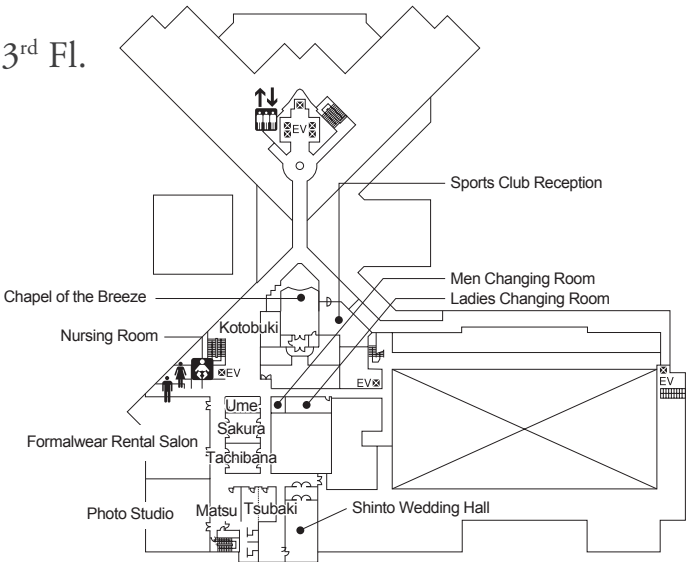 3rd Fl.
EV
Sports Club Reception
Men Changing Room
Ladies Changing Room
Chapel of the Breeze
Kotobuki
Nursing Room
EV
EV
EV
Ume
Sakura
Tachibana
Formalwear Rental Salon
Photo Studio
Matsu
Tsubaki
Shinto Wedding Hall